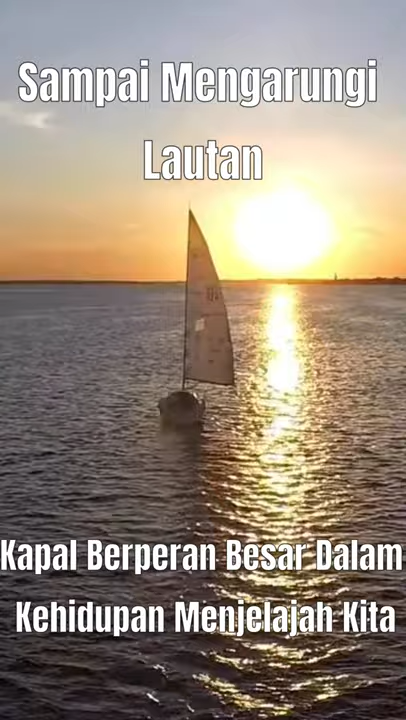 Sampai Mengarungi
Lautan
Kapal Berperan Besar Dalam
Kehidupan Menjelajah Kita